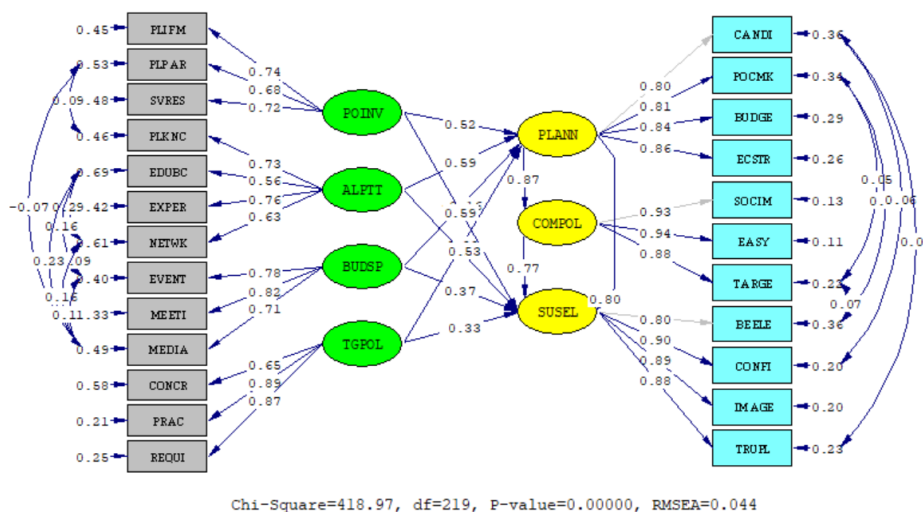 0.45 PLIFM
0.53 PLPAR
0.09 0.48 SVRES
0.46 PLKNC
0.69 EDUBC
-0.07 0.29 0.42 EXPER
0.16
0.61 NETWK
0.23 0.09
0.40 EVENT
0.16
0.11 0.33 MEETI
0.49 MEDIA
0.58 CONCR
0.21 PRAC
0.25 REQUI
0.74
0.68
0.72
0.73
0.56
0.76
0.63
0.78
0.82
0.71
0.65
0.89
0.87
POINV
ALPTT
BUDSP
TGPOL
0.52
0.59
0.59
0.53
0.37
0.33
PLANN
0.87
COMPOL
0.77
0.80
SUSEL
0.80
0.81
0.84
0.86
0.93
0.94
0.88
0.80
0.90
0.89
0.88
CANDI 0.36
POCMK 0.34
BUDGE 0.29
ECSTR 0.26
0.05
0.06
SOCIM 0.13
EASY 0.11
TARGE 0.23
0.07
BEELE 0.36
CONFI 0.20
IMAGE 0.20
TRUPL 0.23
Chi-Square=418.97, df=219, P-value=0.00000, RMSEA=0.044